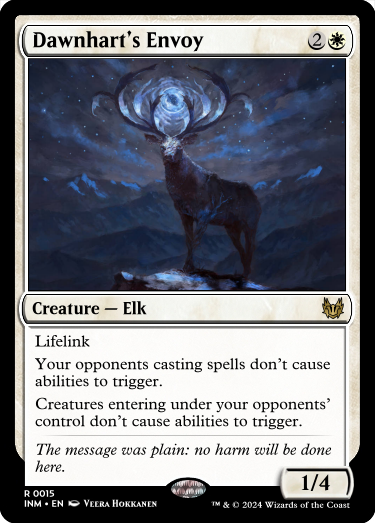 Dawnhart's Envoy 2
Creature — Elk
Lifelink
Your opponents casting spells don't cause
abilities to trigger.
Creatures entering under your opponents'
control don't cause abilities to trigger.
The message was plain: no harm will be done
here.
1/4
R 0015
INM • EN Veera Hokkanen
™ & © 2024 Wizards of the Coast